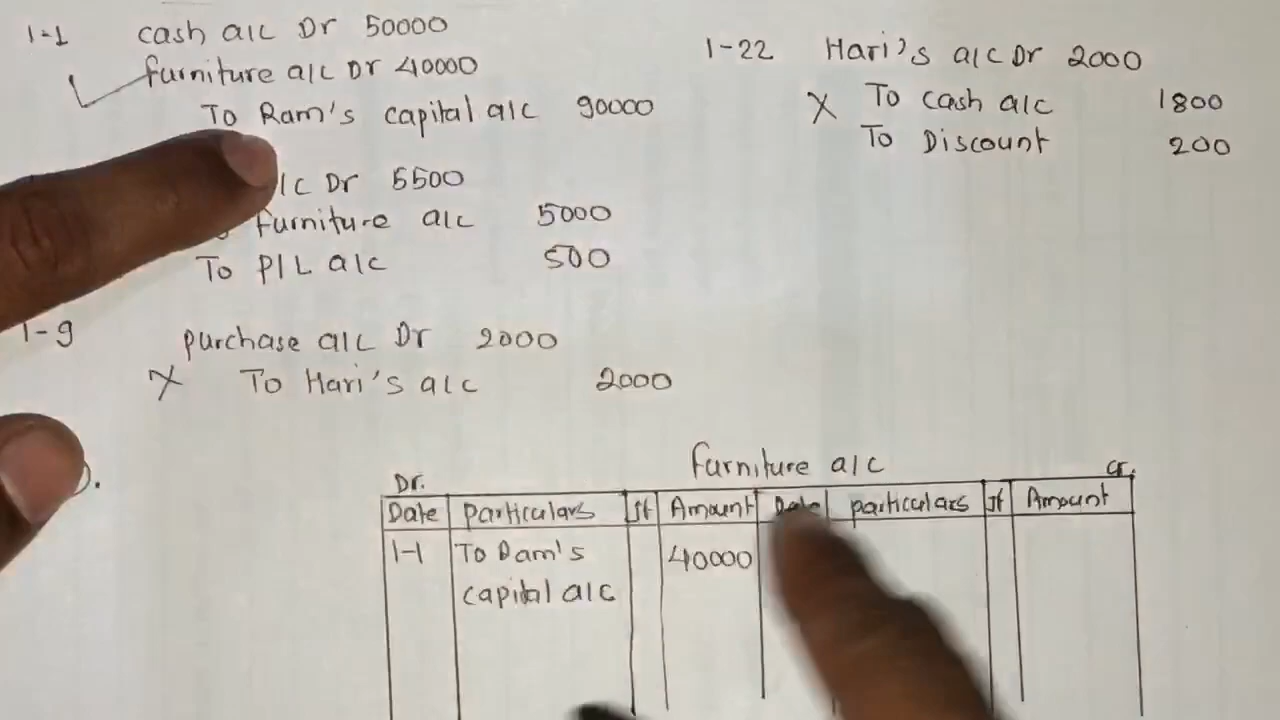 1-1 cash a/c Dr 50000
furniture a/c Dr 40000
To Ram's capital a/c 90000
Dr 5500
furniture a/c 5000
To P/L a/c 500
1-9 purchase a/c Dr 2000
X To Hari's a/c 2000
1-22 Hari's a/c Dr 2000
X To cash a/c 1800
To Discount 200
furniture a/c
Dr. cr.
Date particulars Jf Amount Date particulars Jf Amount
1-1 To Ram's 40000
capital a/c